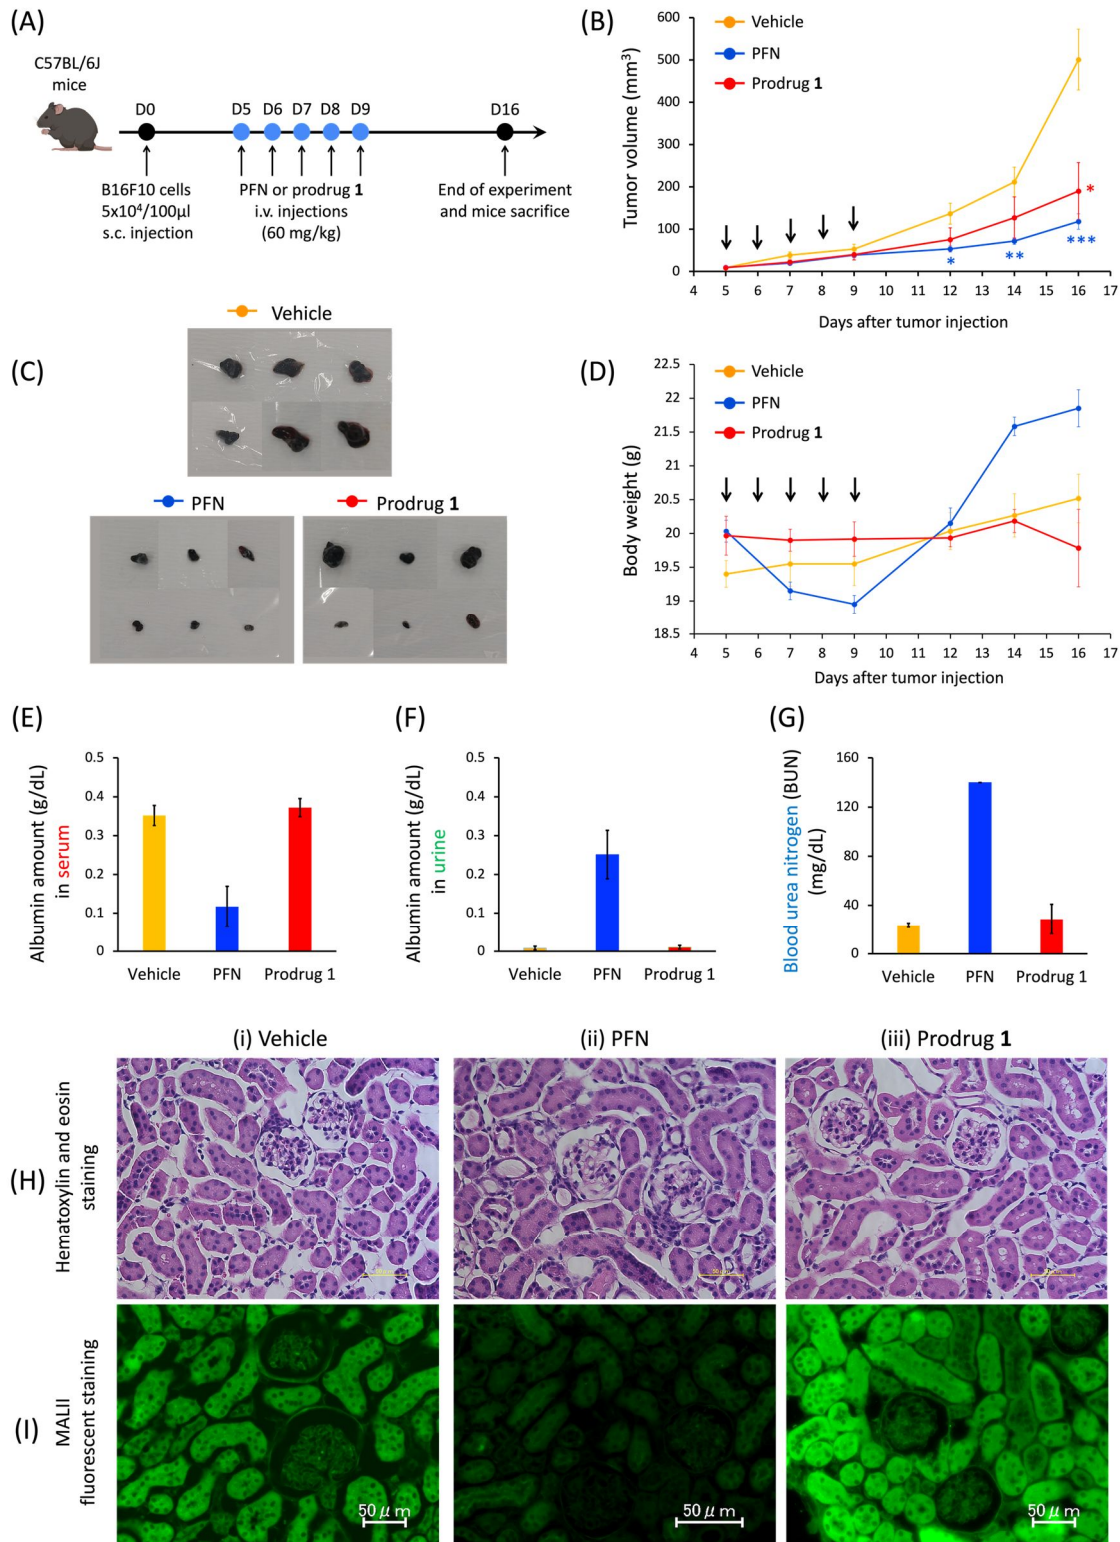 (A)
C57BL/6J
mice
D0
D5
D6
D7
D8
D9
D16
B16F10 cells
5x10⁴/100μl
s.c. injection
PFN or prodrug 1
i.v. injections
(60 mg/kg)
End of experiment
and mice sacrifice
(B)
Vehicle
PFN
Prodrug 1
Tumor volume (mm³)
600
500
400
300
200
100
0
*
**
***
*
4 5 6 7 8 9 10 11 12 13 14 15 16 17
Days after tumor injection
(C)
Vehicle
PFN
Prodrug 1
(D)
Vehicle
PFN
Prodrug 1
Body weight (g)
22.5
22
21.5
21
20.5
20
19.5
19
18.5
4 5 6 7 8 9 10 11 12 13 14 15 16 17
Days after tumor injection
(E)
Albumin amount (g/dL)
in serum
0.5
0.4
0.3
0.2
0.1
0
Vehicle PFN Prodrug 1
(F)
Albumin amount (g/dL)
in urine
0.5
0.4
0.3
0.2
0.1
0
Vehicle PFN Prodrug 1
(G)
Blood urea nitrogen (BUN)
(mg/dL)
160
120
80
40
0
Vehicle PFN Prodrug 1
(i) Vehicle
(ii) PFN
(iii) Prodrug 1
(H)
Hematoxylin and eosin
staining
50 μm
(I)
MALII
fluorescent staining
50 μm
50 μm
50 μm